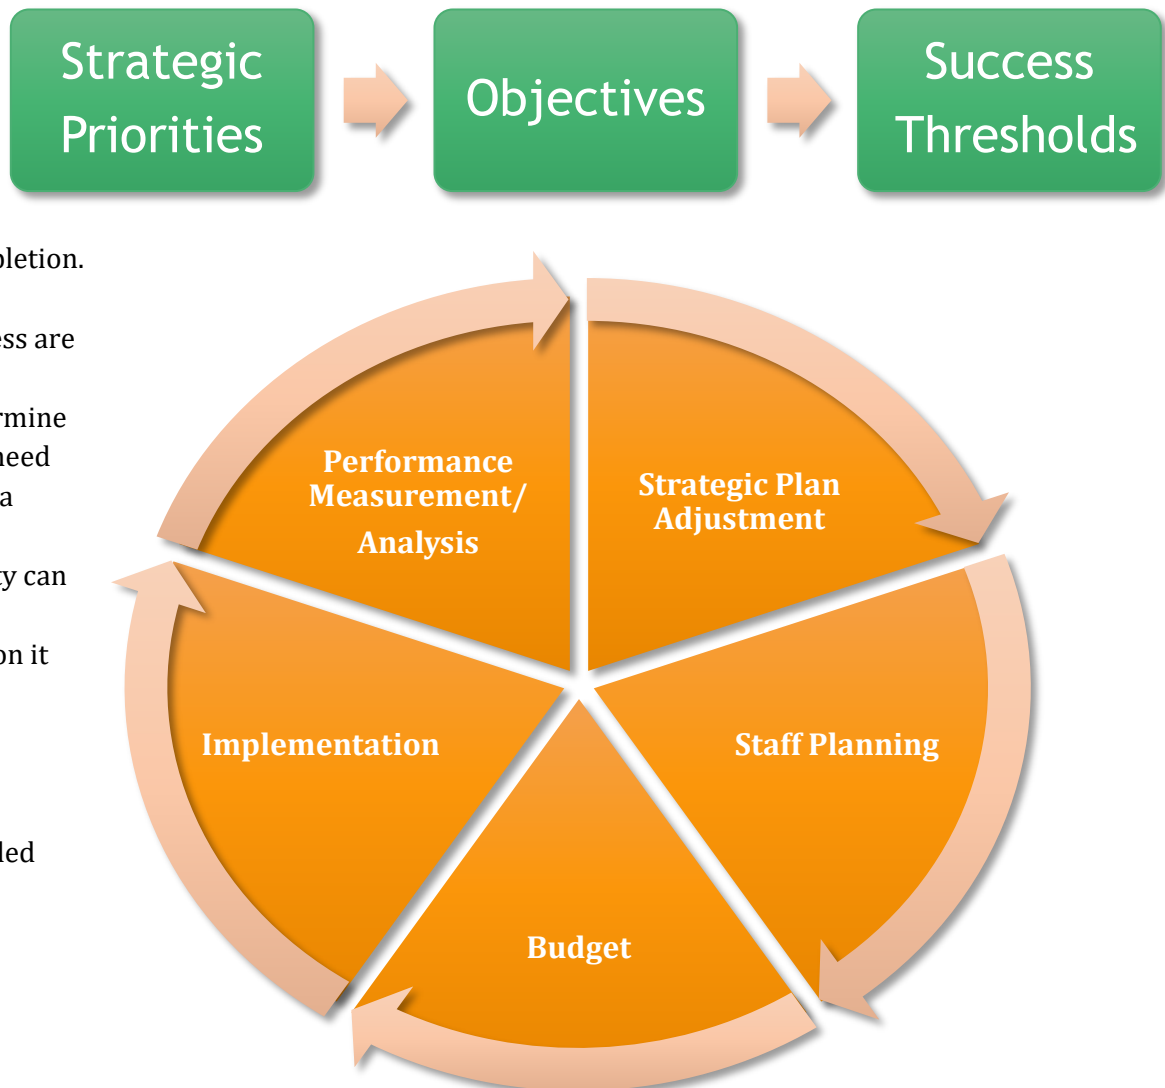 Strategic
Priorities
Objectives
Success
Thresholds
pletion.
ess are
rmine
need
a
ty can
on it
led
Performance
Measurement/
Analysis
Strategic Plan
Adjustment
Implementation
Staff Planning
Budget